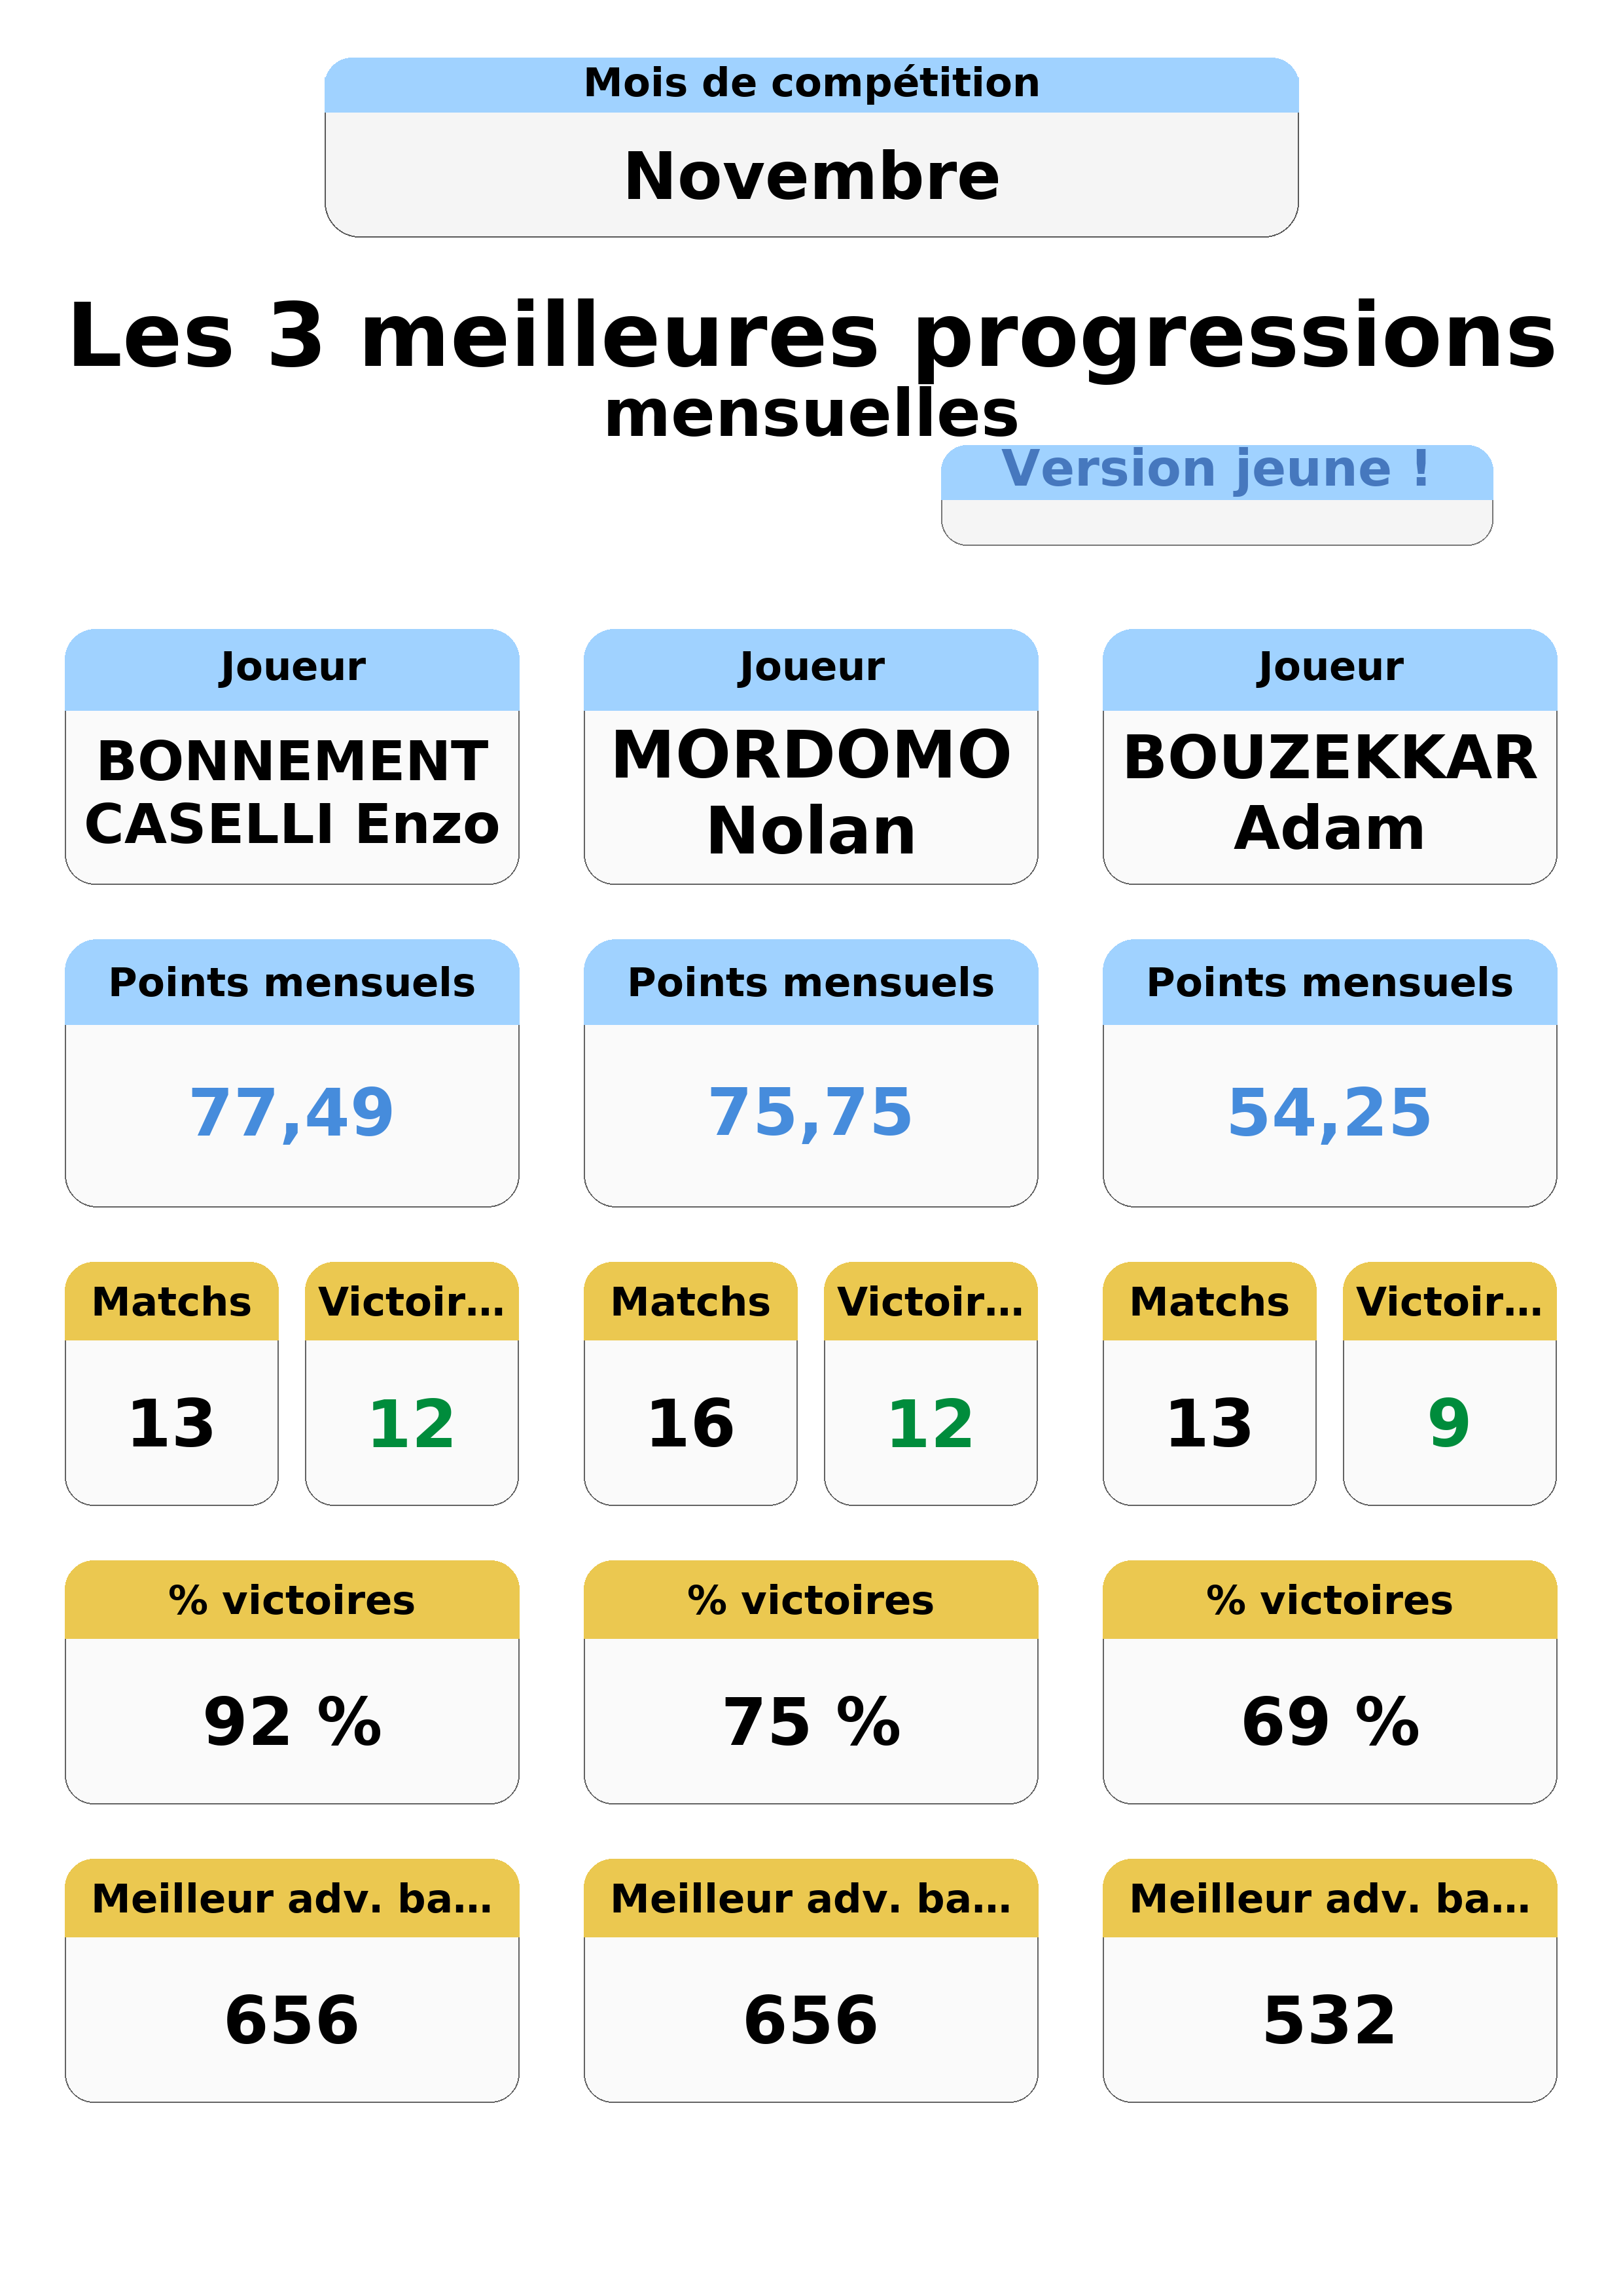 Mois de compétition
Novembre
Les 3 meilleures progressions
mensuelles
Version jeune !
Joueur
BONNEMENT
CASELLI Enzo
Joueur
MORDOMO
Nolan
Joueur
BOUZEKKAR
Adam
Points mensuels
77,49
Points mensuels
75,75
Points mensuels
54,25
Matchs
13
Victoir...
12
Matchs
16
Victoir...
12
Matchs
13
Victoir...
9
% victoires
92 %
% victoires
75 %
% victoires
69 %
Meilleur adv. ba...
656
Meilleur adv. ba...
656
Meilleur adv. ba...
532